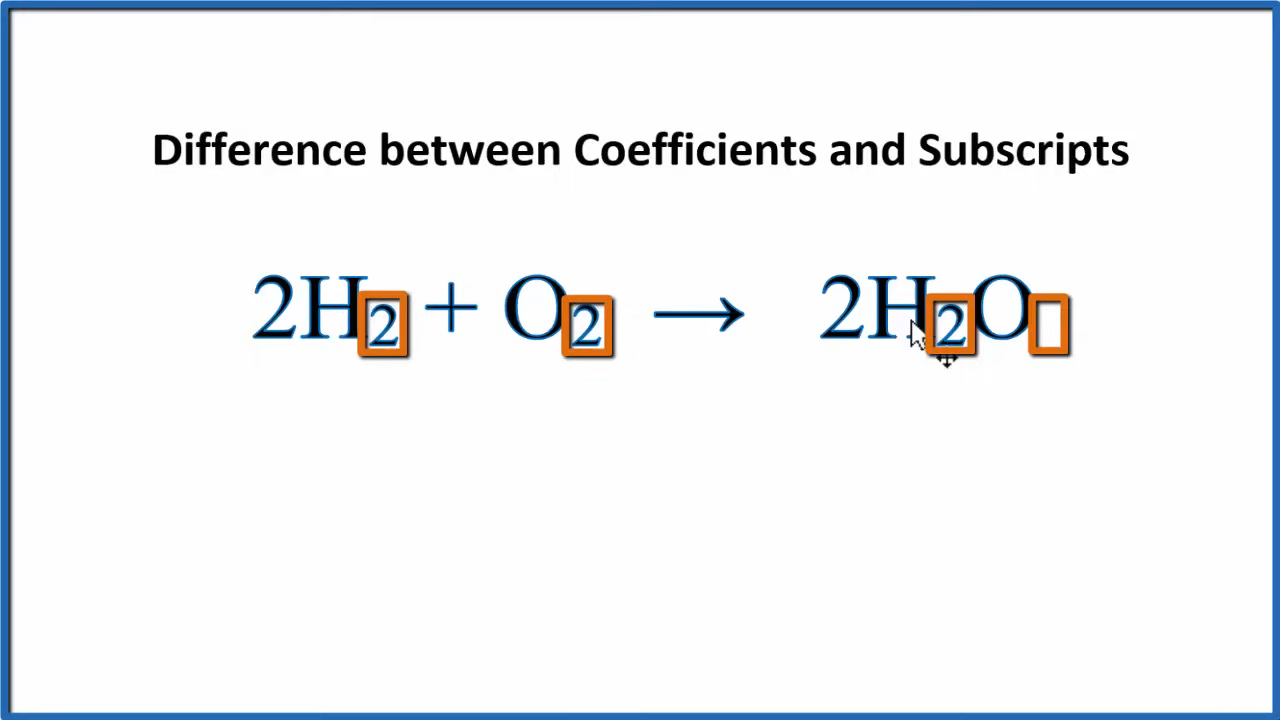 Difference between Coefficients and Subscripts
2H₂ + O₂ → 2H₂O